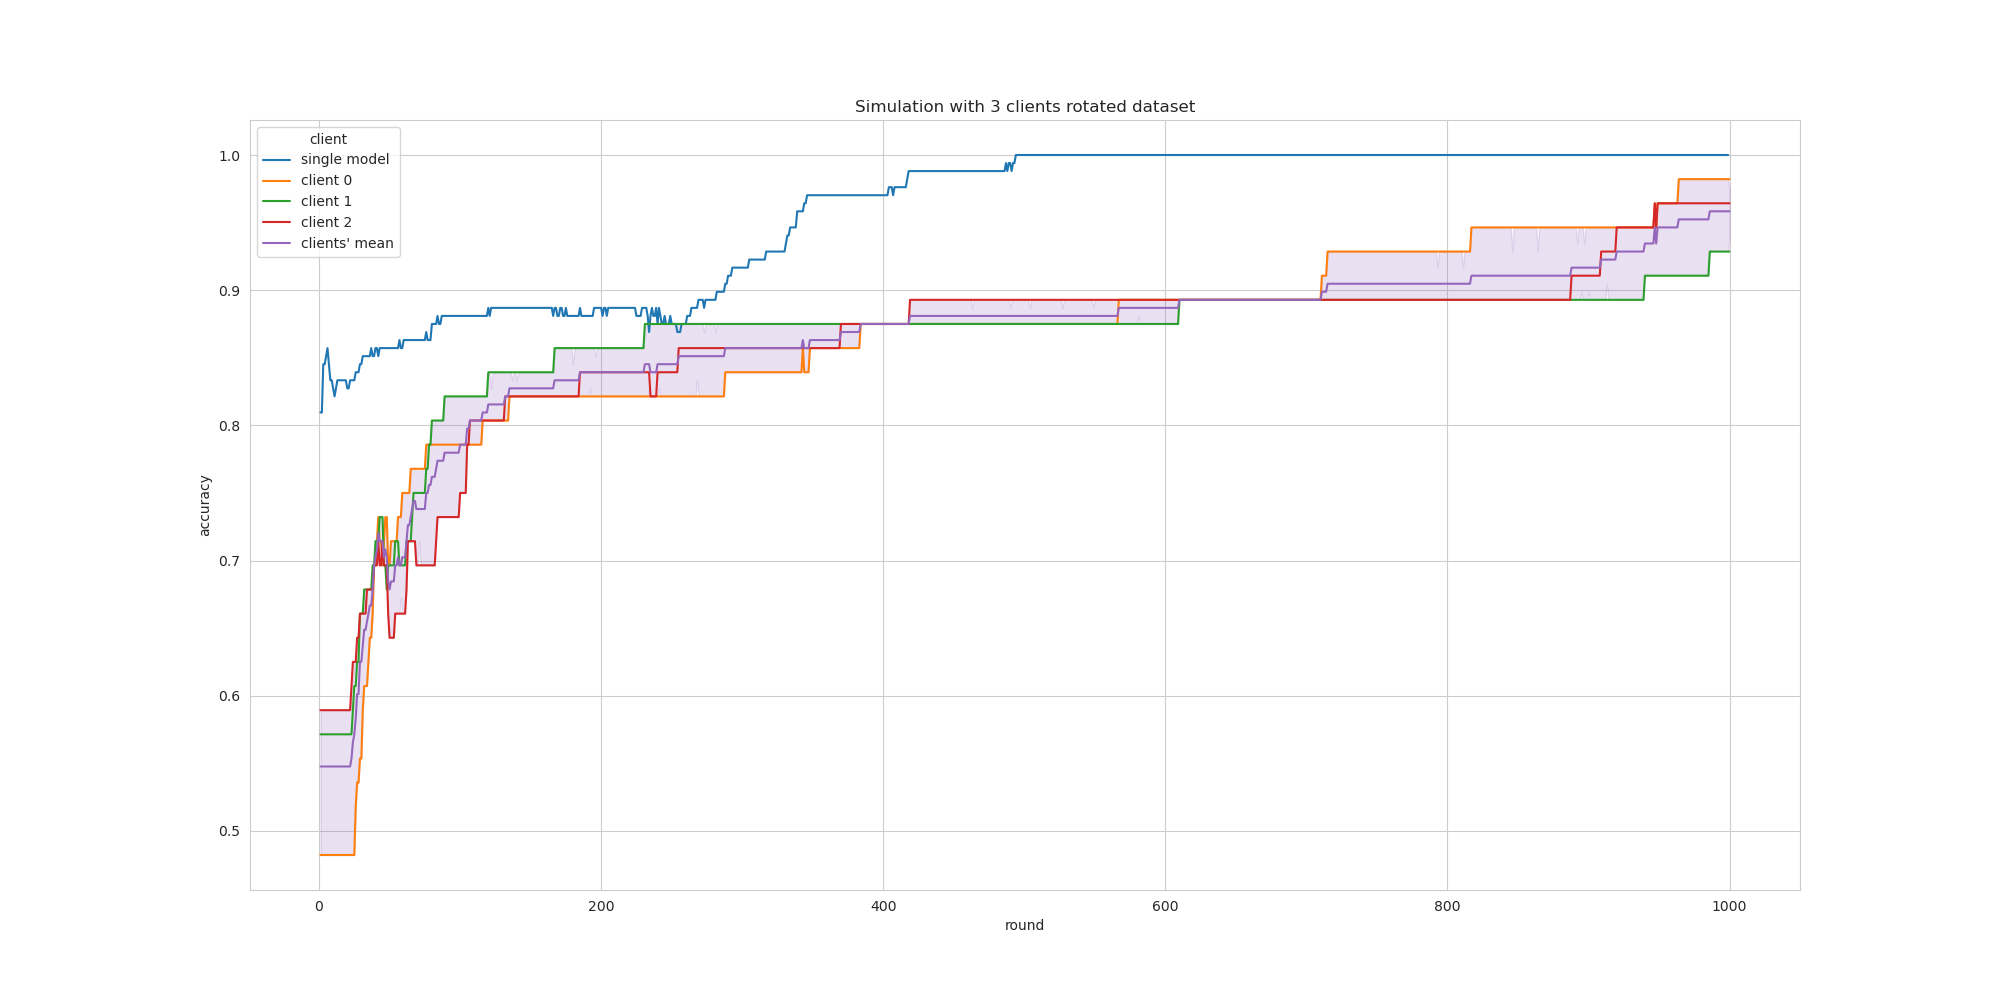 Simulation with 3 clients rotated dataset
client
single model
client 0
client 1
client 2
clients' mean
accuracy
1.0
0.9
0.8
0.7
0.6
0.5
0 200 400 600 800 1000
round